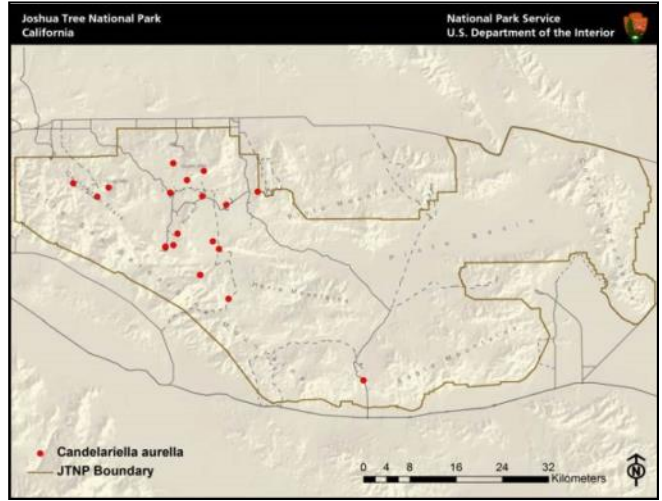 Joshua Tree National Park
California
National Park Service
U.S. Department of the Interior
Candelariella aurella
JTNP Boundary
0 4 8 16 24 32
Kilometers
N